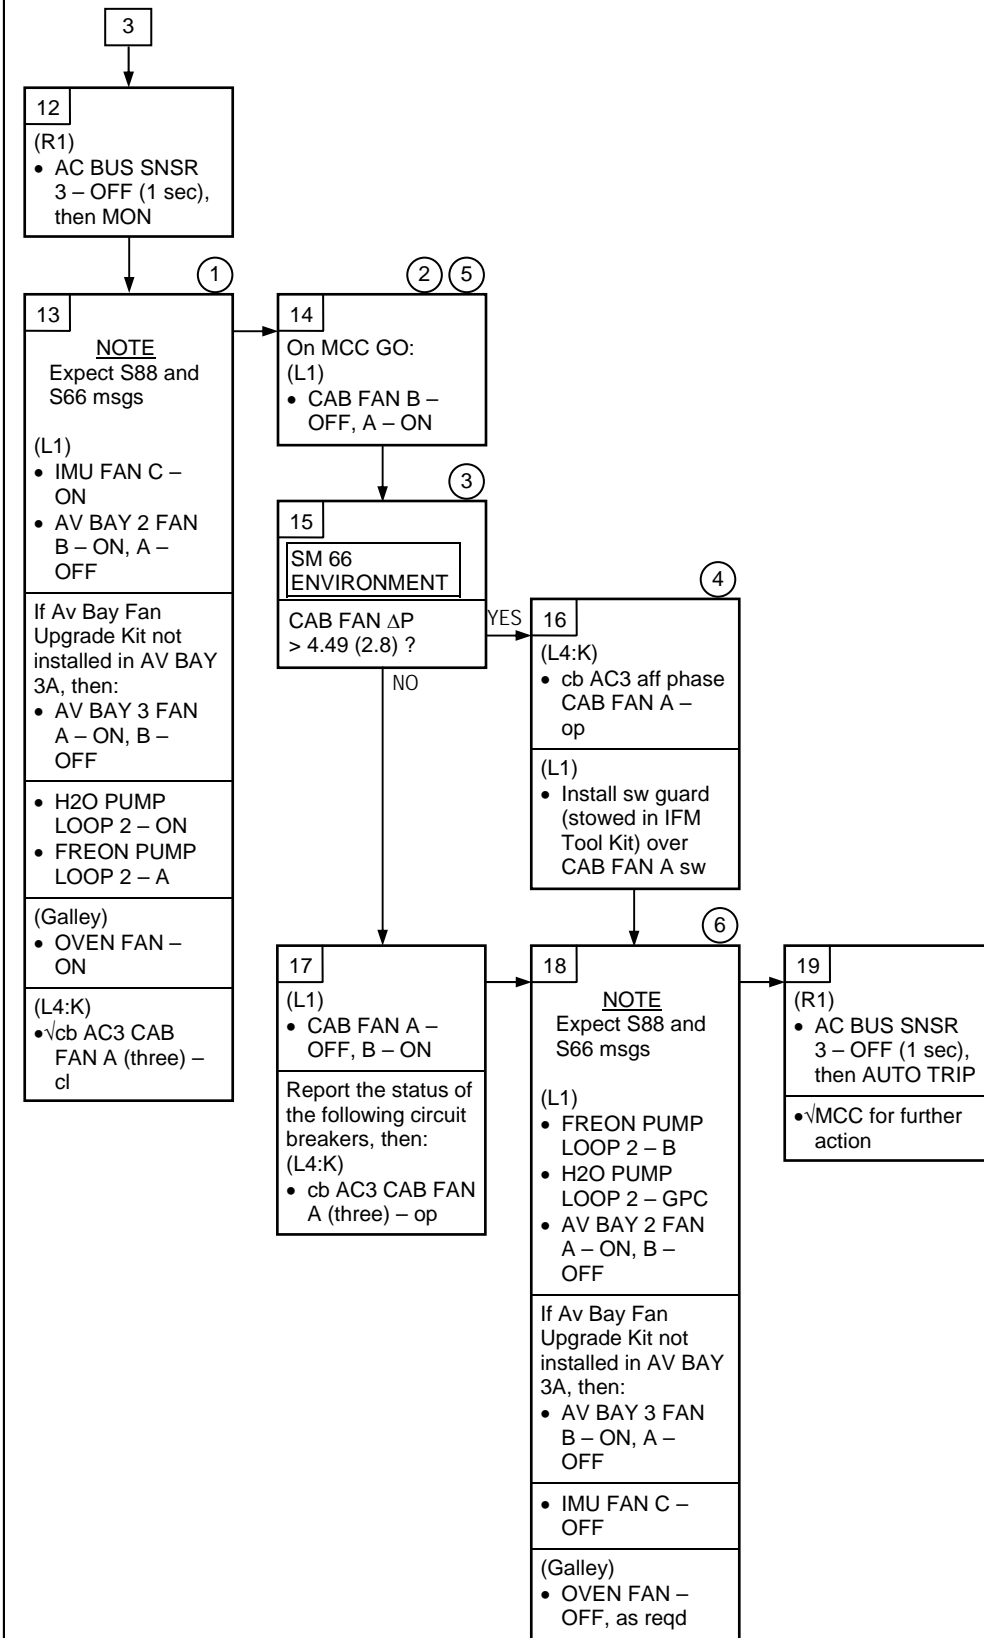 3
12
(R1)
• AC BUS SNSR
3 – OFF (1 sec),
then MON
1
13
NOTE
Expect S88 and
S66 msgs
(L1)
• IMU FAN C –
ON
• AV BAY 2 FAN
B – ON, A –
OFF
If Av Bay Fan
Upgrade Kit not
installed in AV BAY
3A, then:
• AV BAY 3 FAN
A – ON, B –
OFF
• H2O PUMP
LOOP 2 – ON
• FREON PUMP
LOOP 2 – A
(Galley)
• OVEN FAN –
ON
(L4:K)
•√cb AC3 CAB
FAN A (three) –
cl
2 5
14
On MCC GO:
(L1)
• CAB FAN B –
OFF, A – ON
3
15
SM 66
ENVIRONMENT
CAB FAN ∆P
> 4.49 (2.8) ?
YES
NO
4
16
(L4:K)
• cb AC3 aff phase
CAB FAN A –
op
(L1)
• Install sw guard
(stowed in IFM
Tool Kit) over
CAB FAN A sw
17
(L1)
• CAB FAN A –
OFF, B – ON
Report the status of
the following circuit
breakers, then:
(L4:K)
• cb AC3 CAB FAN
A (three) – op
6
18
NOTE
Expect S88 and
S66 msgs
(L1)
• FREON PUMP
LOOP 2 – B
• H2O PUMP
LOOP 2 – GPC
• AV BAY 2 FAN
A – ON, B –
OFF
If Av Bay Fan
Upgrade Kit not
installed in AV BAY
3A, then:
• AV BAY 3 FAN
B – ON, A –
OFF
• IMU FAN C –
OFF
(Galley)
• OVEN FAN –
OFF, as reqd
19
(R1)
• AC BUS SNSR
3 – OFF (1 sec),
then AUTO TRIP
•√MCC for further
action